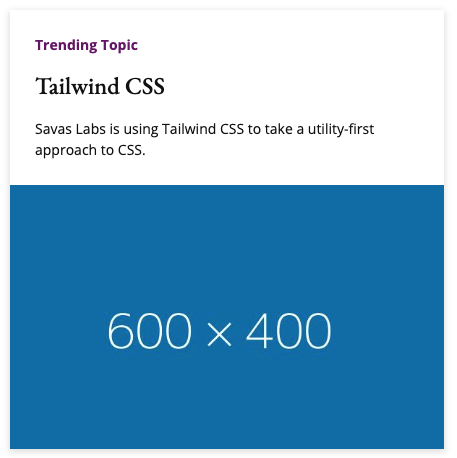 Trending Topic
Tailwind CSS
Savas Labs is using Tailwind CSS to take a utility-first
approach to CSS.
600 × 400